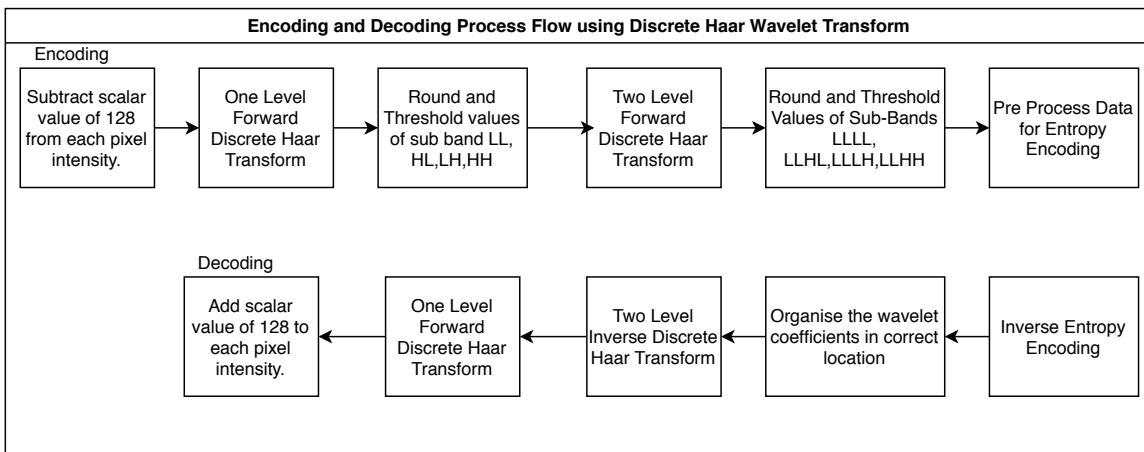 Encoding and Decoding Process Flow using Discrete Haar Wavelet Transform
Encoding
Subtract scalar
value of 128
from each pixel
intensity.
One Level
Forward
Discrete Haar
Transform
Round and
Threshold values
of sub band LL,
HL,LH,HH
Two Level
Forward
Discrete Haar
Transform
Round and Threshold
Values of Sub-Bands
LLLL,
LLHL,LLLH,LLHH
Pre Process Data
for Entropy
Encoding
Decoding
Add scalar
value of 128 to
each pixel
intensity.
One Level
Forward
Discrete Haar
Transform
Two Level
Inverse Discrete
Haar Transform
Organise the wavelet
coefficients in correct
location
Inverse Entropy
Encoding